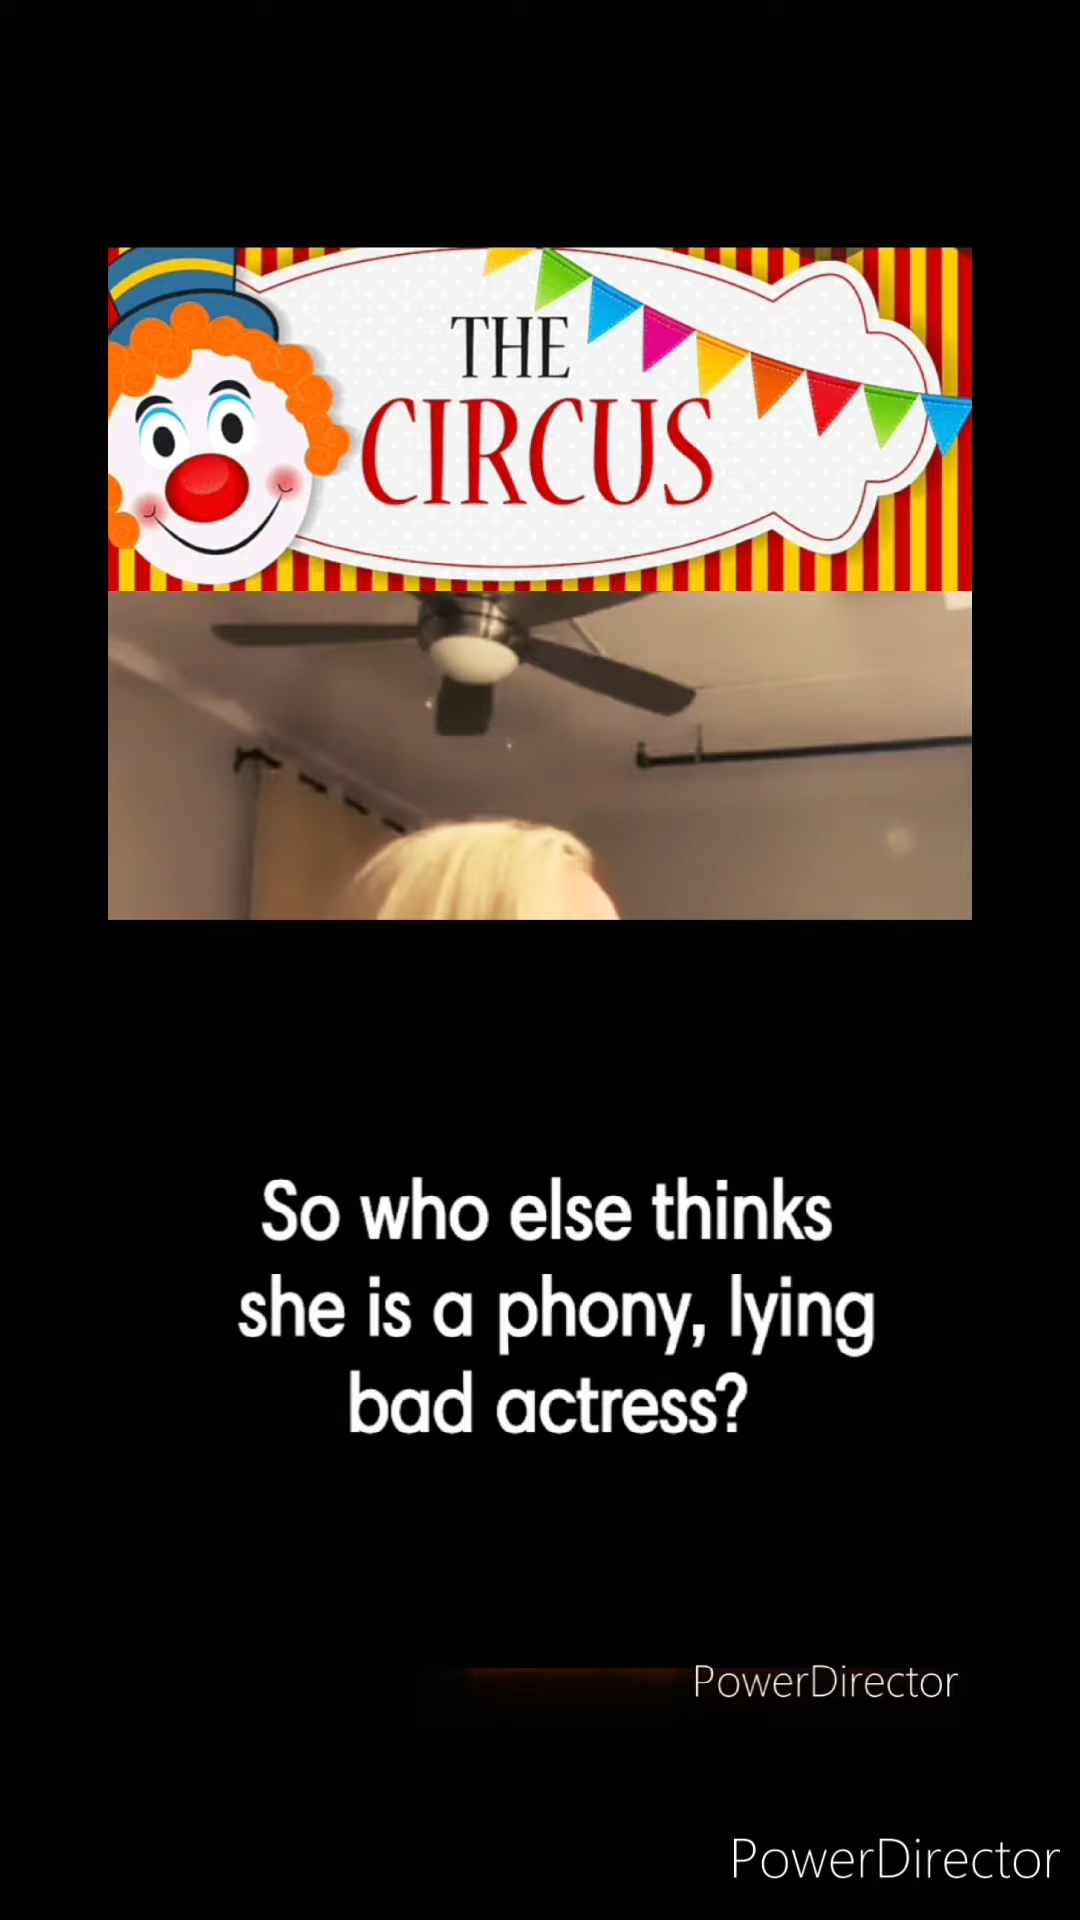 THE
CIRCUS
So who else thinks
she is a phony, lying
bad actress?
PowerDirector
PowerDirector